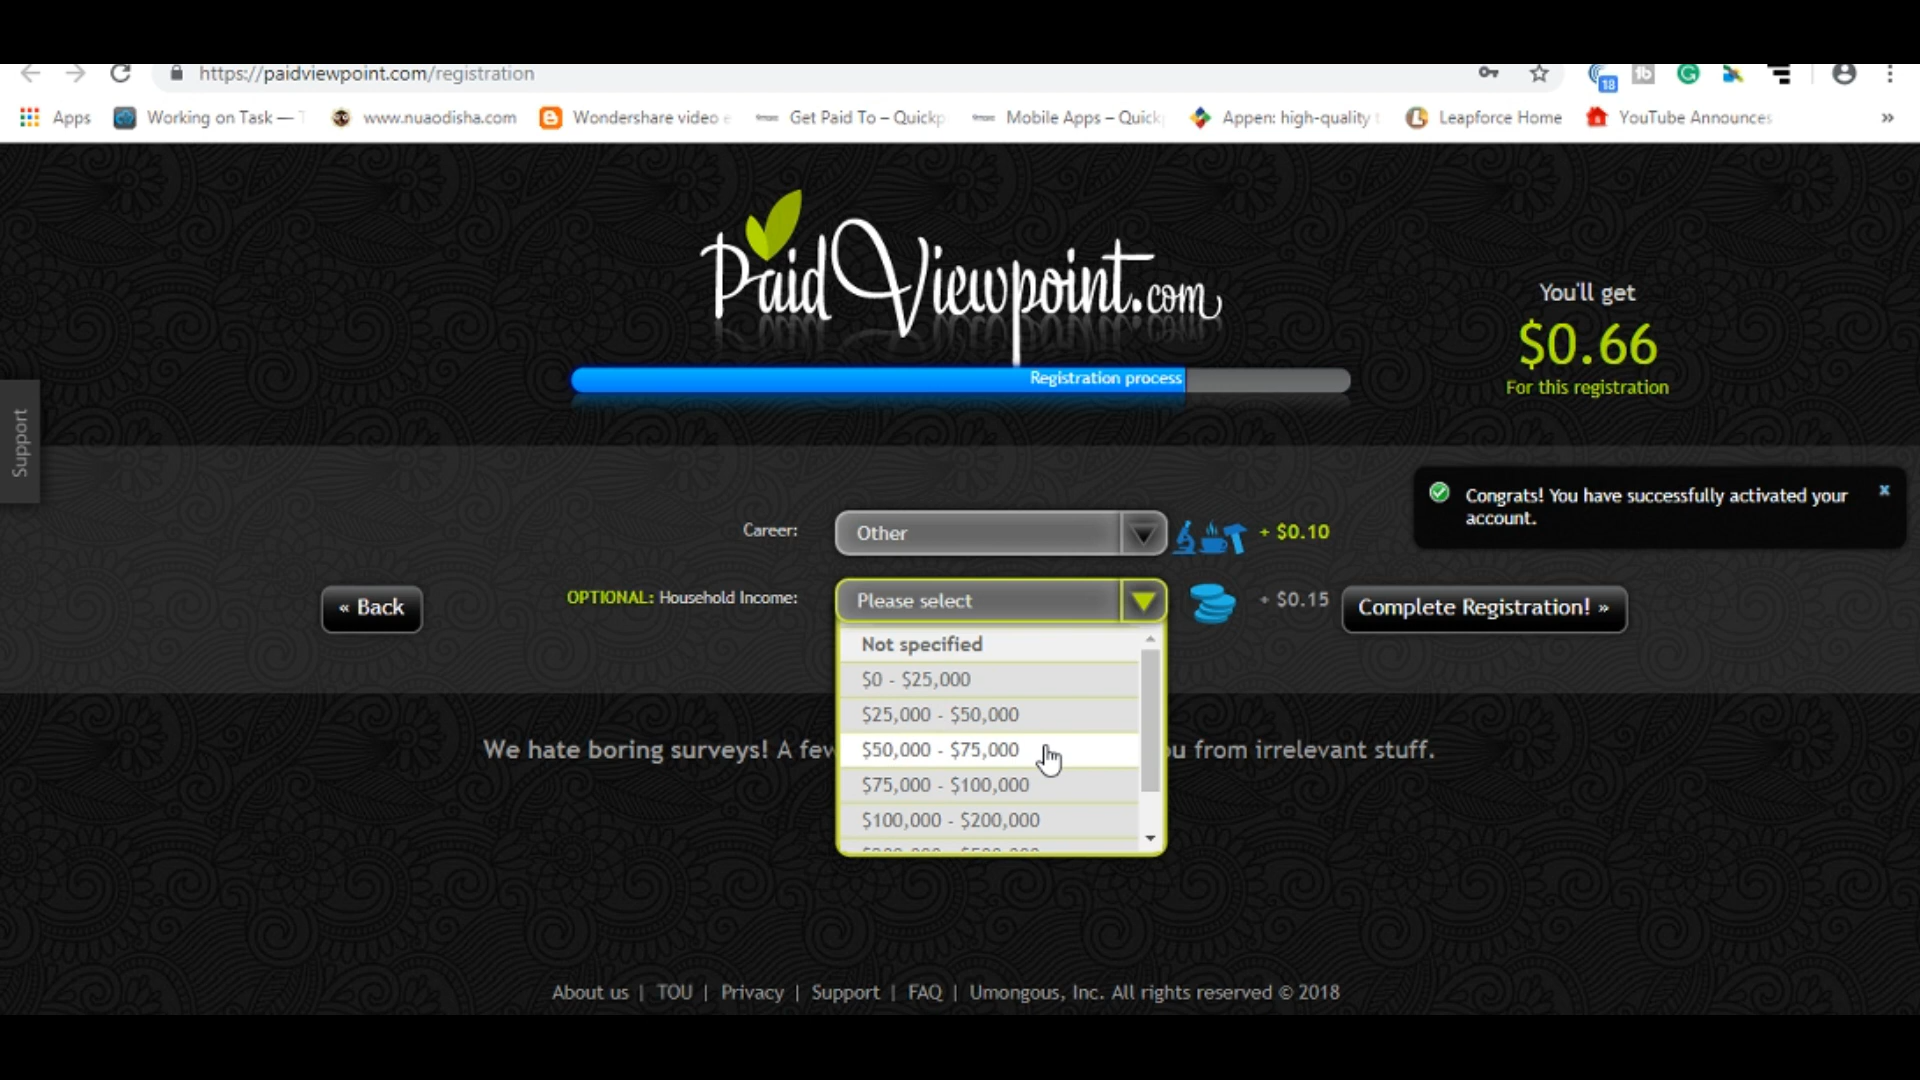 https://paidviewpoint.com/registration
18
Apps
Working on Task —
www.nuaodisha.com
Wondershare video
Get Paid To – Quickp
Mobile Apps – Quick
Appen: high-quality
Leapforce Home
YouTube Announces
»
PaidViewpoint.com
You'll get
$0.66
For this registration
Registration process
Support
Congrats! You have successfully activated your
account.
Career:
Other
+ $0.10
« Back
OPTIONAL: Household Income:
Please select
+ $0.15
Complete Registration! »
Not specified
$0 - $25,000
$25,000 - $50,000
$50,000 - $75,000
$75,000 - $100,000
$100,000 - $200,000
We hate boring surveys! A few
from irrelevant stuff.
About us | TOU | Privacy | Support | FAQ | Umongous, Inc. All rights reserved © 2018